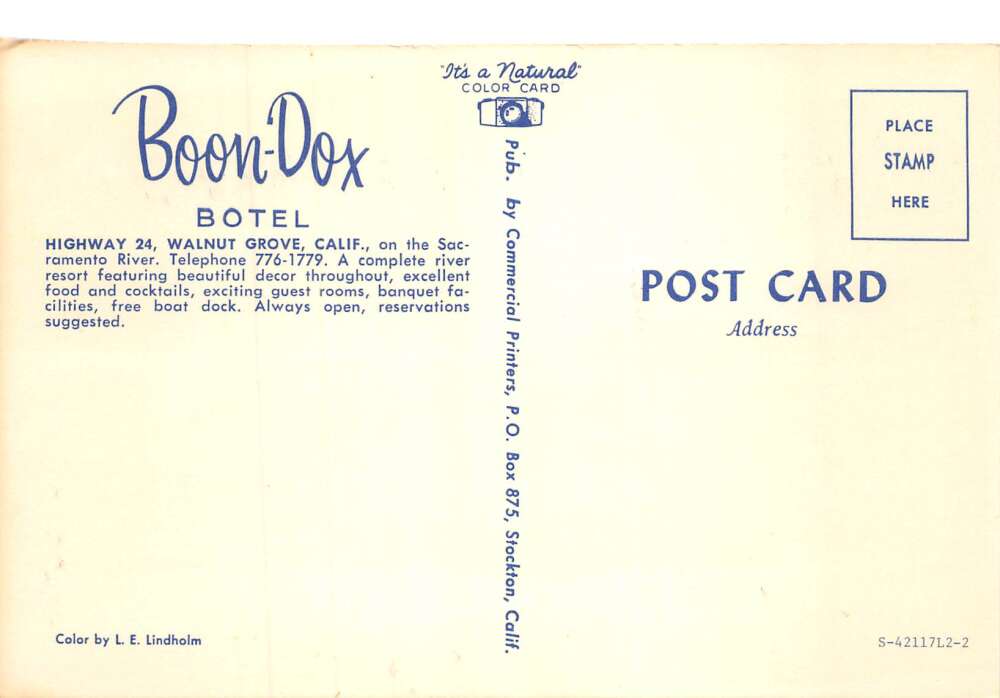 Boon-Dox
BOTEL
HIGHWAY 24, WALNUT GROVE, CALIF., on the Sac-
ramento River. Telephone 776-1779. A complete river
resort featuring beautiful decor throughout, excellent
food and cocktails, exciting guest rooms, banquet fa-
cilities, free boat dock. Always open, reservations
suggested.
Color by L. E. Lindholm
"It's a Natural"
COLOR CARD
Pub. by Commercial Printers, P.O. Box 875, Stockton, Calif.
PLACE
STAMP
HERE
POST CARD
Address
S-42117L2-2